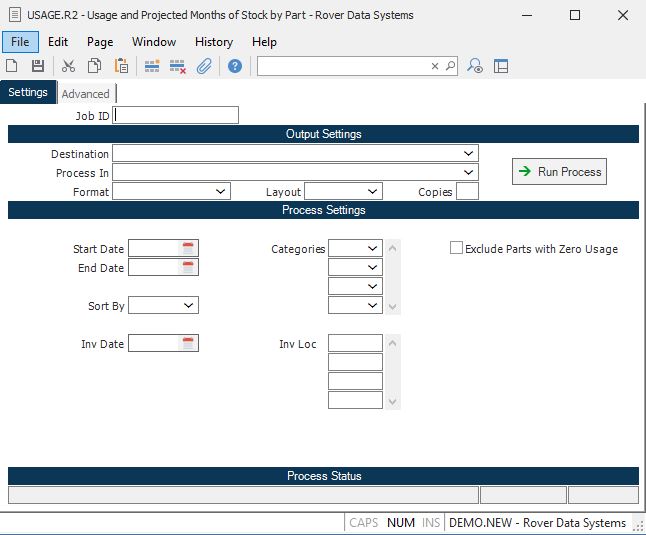 USAGE.R2 - Usage and Projected Months of Stock by Part - Rover Data Systems
File Edit Page Window History Help
Settings Advanced
Job ID
Output Settings
Destination
Process In
Run Process
Format Layout Copies
Process Settings
Start Date Categories Exclude Parts with Zero Usage
End Date
Sort By
Inv Date Inv Loc
Process Status
CAPS NUM INS DEMO.NEW - Rover Data Systems